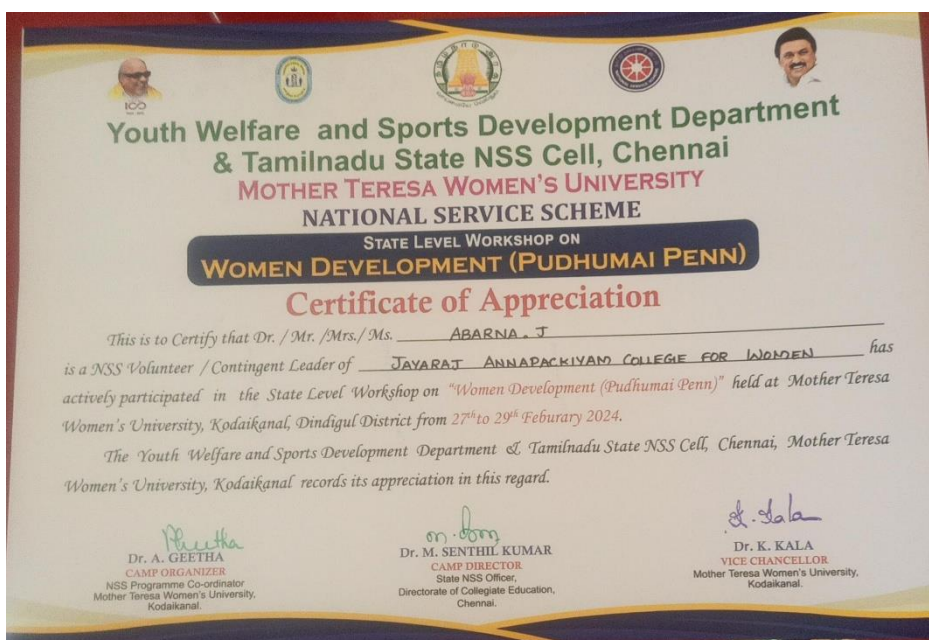 100
Youth Welfare and Sports Development Department
& Tamilnadu State NSS Cell, Chennai
MOTHER TERESA WOMEN'S UNIVERSITY
NATIONAL SERVICE SCHEME
STATE LEVEL WORKSHOP ON
WOMEN DEVELOPMENT (PUDHUMAI PENN)
Certificate of Appreciation
This is to Certify that Dr. / Mr. /Mrs./ Ms. ABARNA. J
is a NSS Volunteer / Contingent Leader of JAYARAJ ANNAPACKIYAM COLLEGE FOR WOMEN has
actively participated in the State Level Workshop on "Women Development (Pudhumai Penn)" held at Mother Teresa
Women's University, Kodaikanal, Dindigul District from 27th to 29th Feburary 2024.
The Youth Welfare and Sports Development Department & Tamilnadu State NSS Cell, Chennai, Mother Teresa
Women's University, Kodaikanal records its appreciation in this regard.
Dr. A. GEETHA
CAMP ORGANIZER
NSS Programme Co-ordinator
Mother Teresa Women's University,
Kodaikanal.
Dr. M. SENTHIL KUMAR
CAMP DIRECTOR
State NSS Officer,
Directorate of Collegiate Education,
Chennai.
K. Kala
Dr. K. KALA
VICE CHANCELLOR
Mother Teresa Women's University,
Kodaikanal.